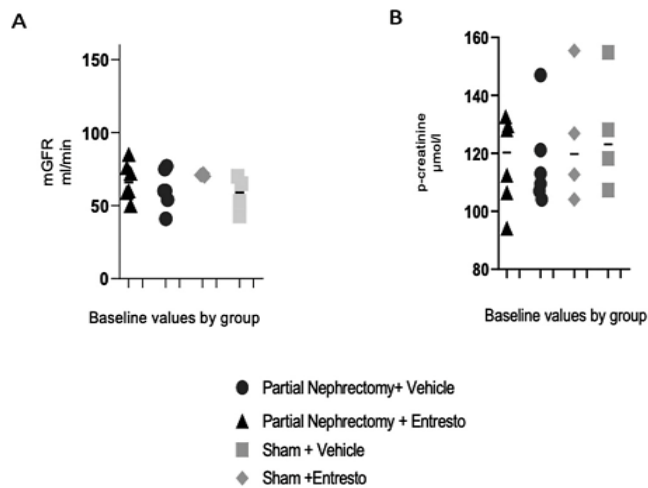 A
B
150
100
50
0
mGFR
ml/min
Baseline values by group
160
140
120
100
80
p-creatinine
µmol/l
Baseline values by group
Partial Nephrectomy+ Vehicle
Partial Nephrectomy + Entresto
Sham + Vehicle
Sham +Entresto